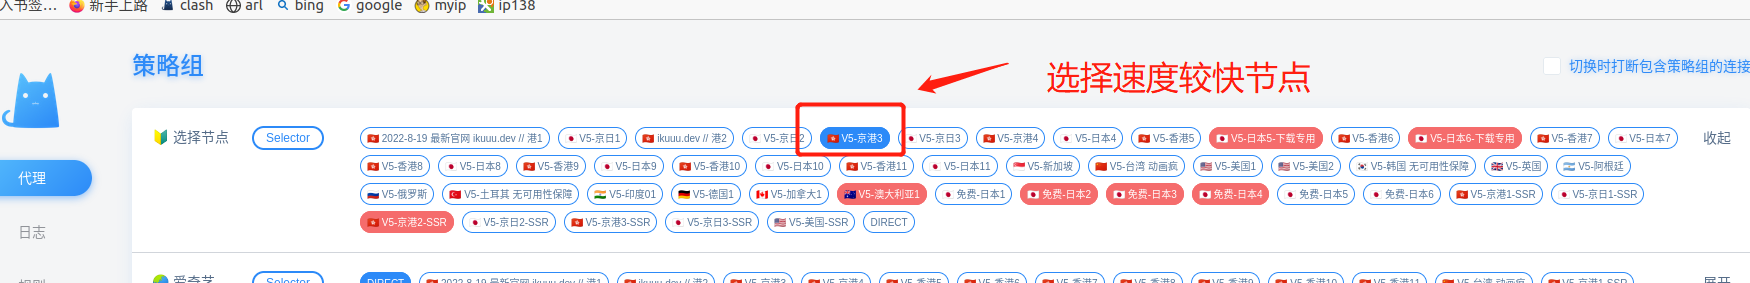 入书签... 新手上路 clash arl bing google myip ip138
策略组
选择速度较快节点
切换时打断包含策略组的连接
选择节点 Selector 2022-8-19 最新官网 ikuuu.dev // 港1 V5-京日1 ikuuu.dev // 港2 V5-京日2 V5-京港3 V5-京日3 V5-京港4 V5-日本4 V5-香港5 V5-日本5-下载专用 V5-香港6 V5-日本6-下载专用 V5-香港7 V5-日本7 收起
V5-香港8 V5-日本8 V5-香港9 V5-日本9 V5-香港10 V5-日本10 V5-香港11 V5-日本11 V5-新加坡 V5-台湾 动画疯 V5-美国1 V5-美国2 V5-韩国 无可用性保障 V5-英国 V5-阿根廷
代理
V5-俄罗斯 V5-土耳其 无可用性保障 V5-印度01 V5-德国1 V5-加拿大1 V5-澳大利亚1 免费-日本1 免费-日本2 免费-日本3 免费-日本4 免费-日本5 免费-日本6 V5-京港1-SSR V5-京日1-SSR
V5-京港2-SSR V5-京日2-SSR V5-京港3-SSR V5-京日3-SSR V5-美国-SSR DIRECT
日志
爱奇艺 Selector DIRECT 2022-8-19 最新官网 ikuuu.dev // 港1 ikuuu.dev // 港2 V5-京港3 V5-京港4 V5-香港5 V5-香港6 V5-香港7 V5-香港8 V5-香港9 V5-香港10 V5-香港11 V5-台湾 动画疯 V5-京港1-SSR 展开